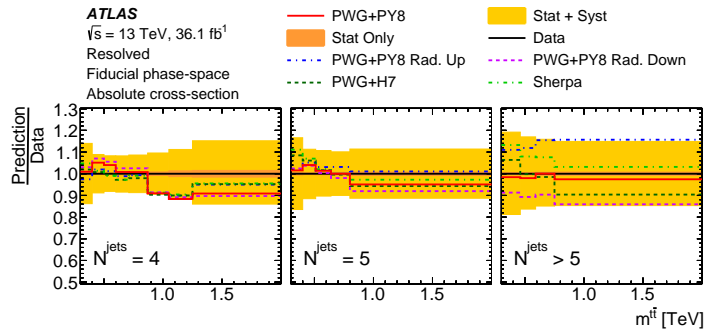 ATLAS
√s = 13 TeV, 36.1 fb¹
Resolved
Fiducial phase-space
Absolute cross-section
PWG+PY8
Stat Only
PWG+PY8 Rad. Up
PWG+H7
Stat + Syst
Data
PWG+PY8 Rad. Down
Sherpa
Prediction
Data
1.3
1.2
1.1
1.0
0.9
0.8
0.7
0.6
0.5
N^jets = 4
N^jets = 5
N^jets > 5
1.0 1.5 1.0 1.5 1.0 1.5
m^tt̄ [TeV]